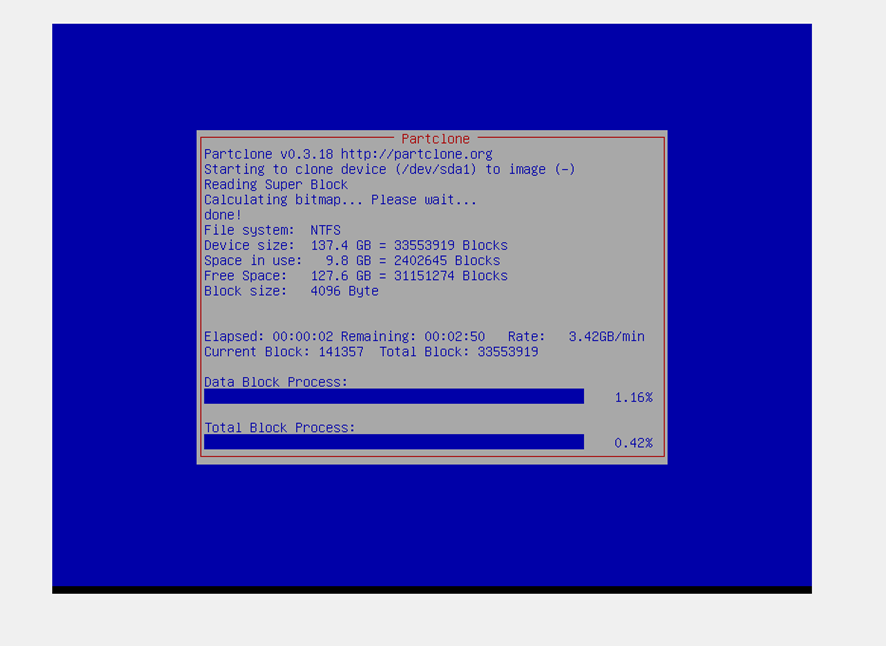 Partclone
Partclone v0.3.18 http://partclone.org
Starting to clone device (/dev/sda1) to image (-)
Reading Super Block
Calculating bitmap... Please wait...
done!
File system:  NTFS
Device size:  137.4 GB = 33553919 Blocks
Space in use:   9.8 GB = 2402645 Blocks
Free Space:   127.6 GB = 31151274 Blocks
Block size:   4096 Byte
Elapsed: 00:00:02 Remaining: 00:02:50   Rate:   3.42GB/min
Current Block: 141357  Total Block: 33553919
Data Block Process:
1.16%
Total Block Process:
0.42%